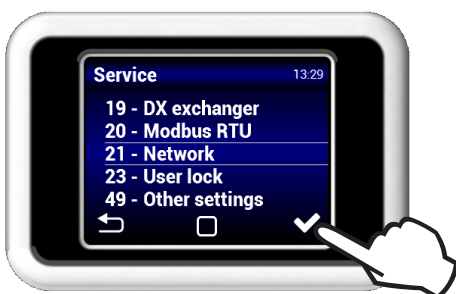 Service 13:29
19 - DX exchanger
20 - Modbus RTU
21 - Network
23 - User lock
49 - Other settings